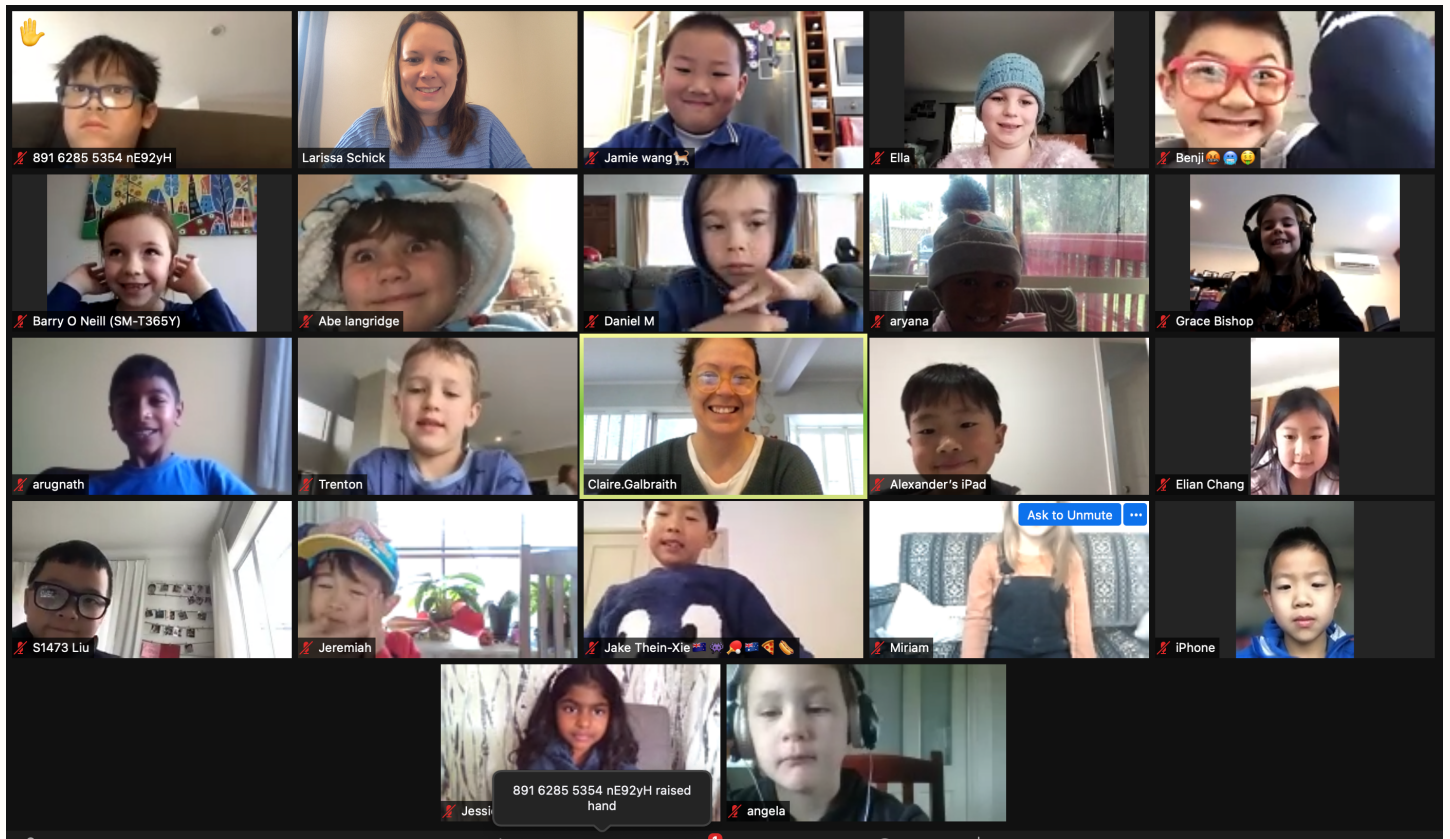 891 6285 5354 nE92yH
Larissa Schick
Jamie wang🐈
Ella
Benji🤬🥶🤑
Barry O Neill (SM-T365Y)
Abe langridge
Daniel M
aryana
Grace Bishop
arugnath
Trenton
Claire.Galbraith
Alexander's iPad
Elian Chang
S1473 Liu
Jeremiah
Jake Thein-Xie🇦🇺👾🏓🇦🇺🍕🌭
Ask to Unmute ···
Miriam
iPhone
Jessi
891 6285 5354 nE92yH raised
hand
angela